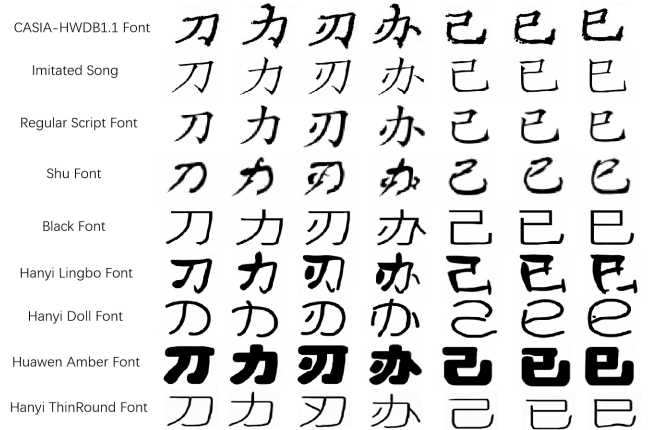 CASIA-HWDB1.1 Font 刀 力 刃 办 己 已 巳
Imitated Song 刀 力 刃 办 己 已 巳
Regular Script Font 刀 力 刃 办 己 已 巳
Shu Font 刀 力 刃 办 己 已 巳
Black Font 刀 力 刃 办 己 已 巳
Hanyi Lingbo Font 刀 力 刃 办 己 已 巳
Hanyi Doll Font 刀 力 刃 办 己 已 巳
Huawen Amber Font 刀 力 刃 办 己 已 巳
Hanyi ThinRound Font 刀 力 刃 办 己 已 巳